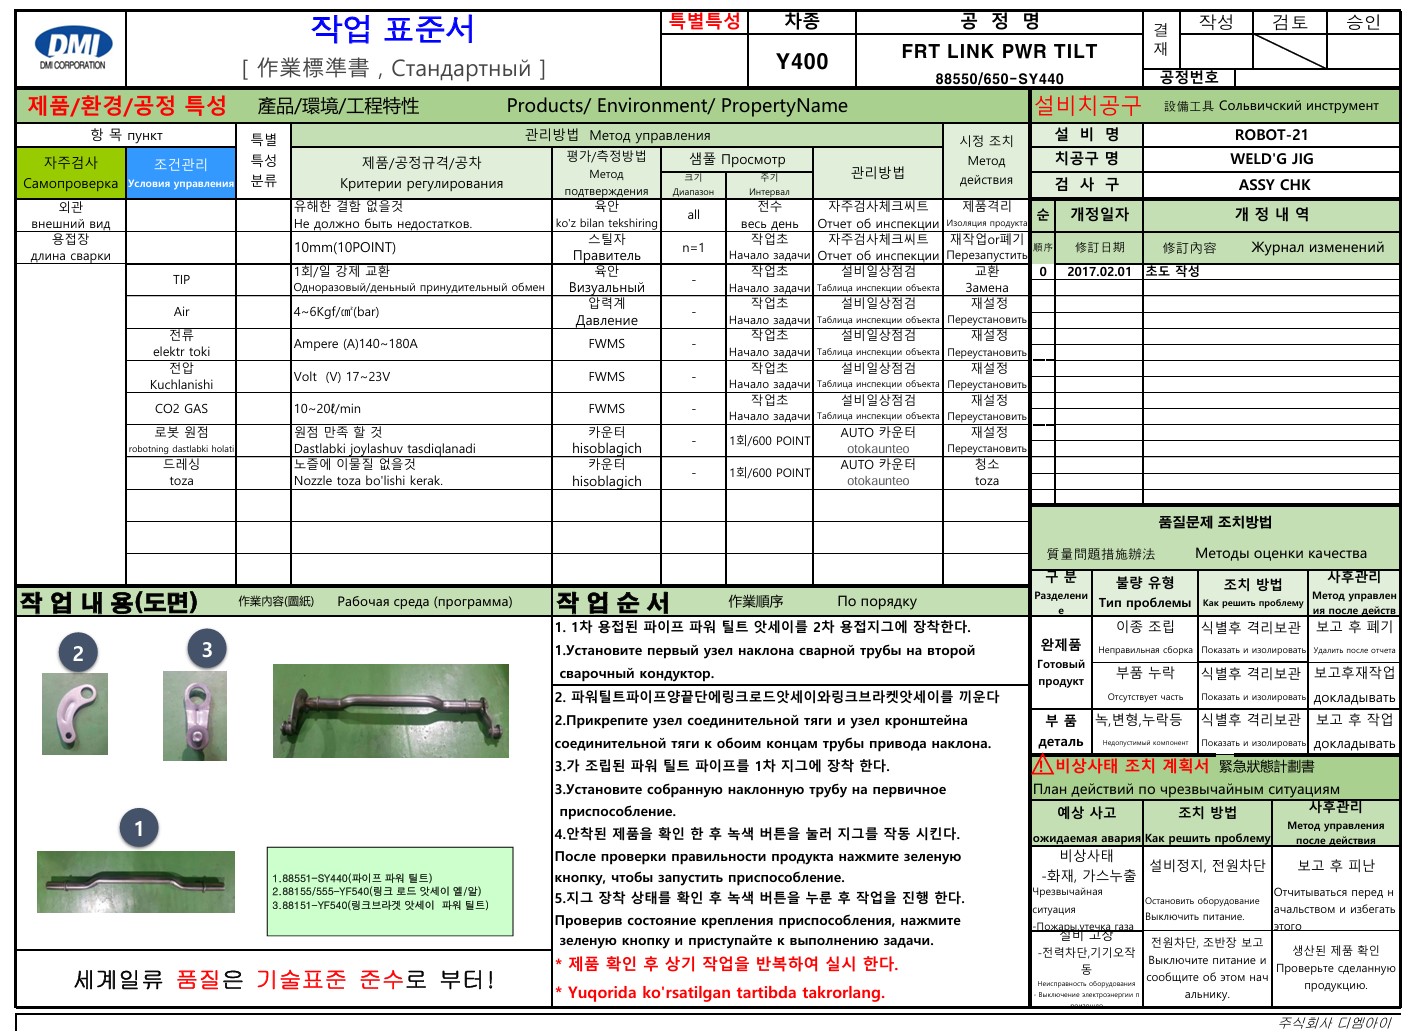 DMI
DMI CORPORATION
작업 표준서
[ 作業標準書 , Стандартный ]
특별특성
차종
Y400
공 정 명
FRT LINK PWR TILT
88550/650-SY440
결재
작성
검토
승인
공정번호
제품/환경/공정 특성 產品/環境/工程特性 Products/ Environment/ PropertyName
항 목 пункт
특별
특성
분류
관리방법 Метод управления
시정 조치
Метод
действия
자주검사
Самопроверка
조건관리
Условия управления
제품/공정규격/공차
Критерии регулирования
평가/측정방법
Метод
подтверждения
샘풀 Просмотр
크기
Диапазон
주기
Интервал
관리방법
외관
внешний вид
유해한 결함 없을것
Не должно быть недостатков.
육안
ko'z bilan tekshiring
all
전수
весь день
자주검사체크씨트
Отчет об инспекции
제품격리
Изоляция продукта
용접장
длина сварки
10mm(10POINT)
스틸자
Правитель
n=1
작업초
Начало задачи
자주검사체크씨트
Отчет об инспекции
재작업or폐기
Перезапустить
TIP
1회/일 강제 교환
Одноразовый/деньный принудительный обмен
육안
Визуальный
-
작업초
Начало задачи
설비일상점검
Таблица инспекции объекта
교환
Замена
Air
4~6Kgf/㎠(bar)
압력계
Давление
-
작업초
Начало задачи
설비일상점검
Таблица инспекции объекта
재설정
Переустановить
전류
elektr toki
Ampere (A)140~180A
FWMS
-
작업초
Начало задачи
설비일상점검
Таблица инспекции объекта
재설정
Переустановить
전압
Kuchlanishi
Volt (V) 17~23V
FWMS
-
작업초
Начало задачи
설비일상점검
Таблица инспекции объекта
재설정
Переустановить
CO2 GAS
10~20ℓ/min
FWMS
-
작업초
Начало задачи
설비일상점검
Таблица инспекции объекта
재설정
Переустановить
로봇 원점
robotning dastlabki holati
원점 만족 할 것
Dastlabki joylashuv tasdiqlanadi
카운터
hisoblagich
-
1회/600 POINT
AUTO 카운터
otokaunteo
재설정
Переустановить
드레싱
toza
노즐에 이물질 없을것
Nozzle toza bo'lishi kerak.
카운터
hisoblagich
-
1회/600 POINT
AUTO 카운터
otokaunteo
청소
toza
설비치공구 設備工具 Сольвичский инструмент
설 비 명
ROBOT-21
치공구 명
WELD'G JIG
검 사 구
ASSY CHK
순
順序
개정일자
修訂日期
개 정 내 역
修訂內容 Журнал изменений
0
2017.02.01
초도 작성
품질문제 조치방법
質量問題措施辦法 Методы оценки качества
구 분
Разделени
е
불량 유형
Тип проблемы
조치 방법
Как решить проблему
사후관리
Метод управлен
ия после действ
완제품
Готовый
продукт
이종 조립
Неправильная сборка
식별후 격리보관
Показать и изолировать
보고 후 폐기
Удалить после отчета
부품 누락
Отсутствует часть
식별후 격리보관
Показать и изолировать
보고후재작업
докладывать
부 품
деталь
녹,변형,누락등
Недопустимый компонент
식별후 격리보관
Показать и изолировать
보고 후 작업
докладывать
비상사태 조치 계획서 緊急狀態計劃書
План действий по чрезвычайным ситуациям
예상 사고
ожидаемая авария
조치 방법
Как решить проблему
사후관리
Метод управления
после действия
비상사태
-화재, 가스누출
Чрезвычайная
ситуация
-Пожары,утечка газа
설비정지, 전원차단
Остановить оборудование
Выключить питание.
보고 후 피난
Отчитываться перед н
ачальством и избегать
этого
설비 고장
-전력차단,기기오작
동
Неисправность оборудования
- Выключение электроэнергии п
전원차단, 조반장 보고
Выключите питание и
сообщите об этом нач
альнику.
생산된 제품 확인
Проверьте сделанную
продукцию.
작 업 내 용(도면) 作業內容(圖紙) Рабочая среда (программа)
2
3
1
1.88551-SY440(파이프 파워 틸트)
2.88155/555-YF540(링크 로드 앗세이 엘/알)
3.88151-YF540(링크브라겟 앗세이 파워 틸트)
세계일류 품질은 기술표준 준수로 부터!
작 업 순 서 作業順序 По порядку
1. 1차 용접된 파이프 파워 틸트 앗세이를 2차 용접지그에 장착한다.
1.Установите первый узел наклона сварной трубы на второй
сварочный кондуктор.
2. 파워틸트파이프양끝단에링크로드앗세이와링크브라켓앗세이를 끼운다
2.Прикрепите узел соединительной тяги и узел кронштейна
соединительной тяги к обоим концам трубы привода наклона.
3.가 조립된 파워 틸트 파이프를 1차 지그에 장착 한다.
3.Установите собранную наклонную трубу на первичное
приспособление.
4.안착된 제품을 확인 한 후 녹색 버튼을 눌러 지그를 작동 시킨다.
После проверки правильности продукта нажмите зеленую
кнопку, чтобы запустить приспособление.
5.지그 장착 상태를 확인 후 녹색 버튼을 누룬 후 작업을 진행 한다.
Проверив состояние крепления приспособления, нажмите
зеленую кнопку и приступайте к выполнению задачи.
* 제품 확인 후 상기 작업을 반복하여 실시 한다.
* Yuqorida ko'rsatilgan tartibda takrorlang.
주식회사 디엠아이